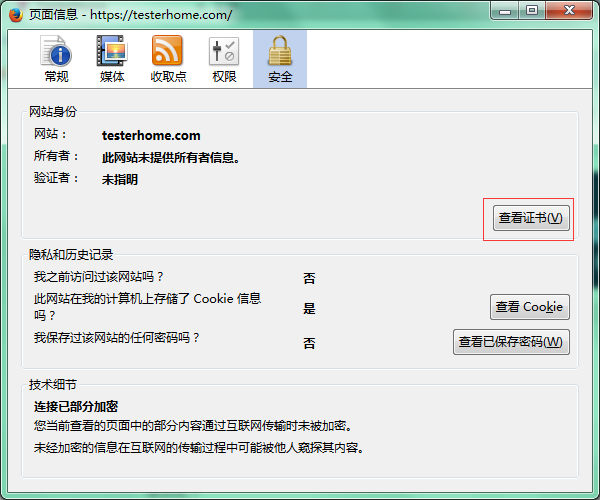 页面信息 - https://testerhome.com/
常规 媒体 收取点 权限 安全
网站身份
网站： testerhome.com
所有者： 此网站未提供所有者信息。
验证者： 未指明
查看证书(V)
隐私和历史记录
我之前访问过该网站吗？ 否
此网站在我的计算机上存储了 Cookie 信息
吗？ 是 查看 Cookie
我保存过该网站的任何密码吗？ 否 查看已保存密码(W)
技术细节
连接已部分加密
您当前查看的页面中的部分内容通过互联网传输时未被加密。
未经加密的信息在互联网的传输过程中可能被他人窥探其内容。